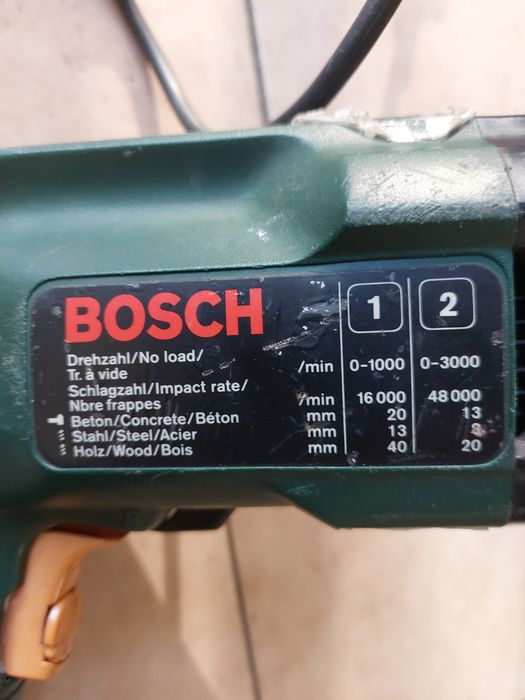 BOSCH 1 2
Drehzahl/No load/
Tr. à vide /min 0-1000 0-3000
Schlagzahl/Impact rate/
Nbre frappes /min 16 000 48 000
Beton/Concrete/Béton mm 20 13
Stahl/Steel/Acier mm 13 8
Holz/Wood/Bois mm 40 20